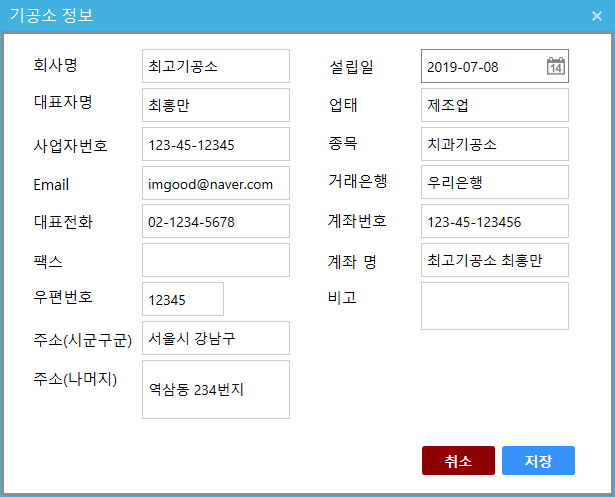 기공소 정보
회사명 최고기공소
대표자명 최홍만
사업자번호 123-45-12345
Email imgood@naver.com
대표전화 02-1234-5678
팩스
우편번호 12345
주소(시군구군) 서울시 강남구
주소(나머지) 역삼동 234번지
설립일 2019-07-08 14
업태 제조업
종목 치과기공소
거래은행 우리은행
계좌번호 123-45-123456
계좌 명 최고기공소 최홍만
비고
취소 저장